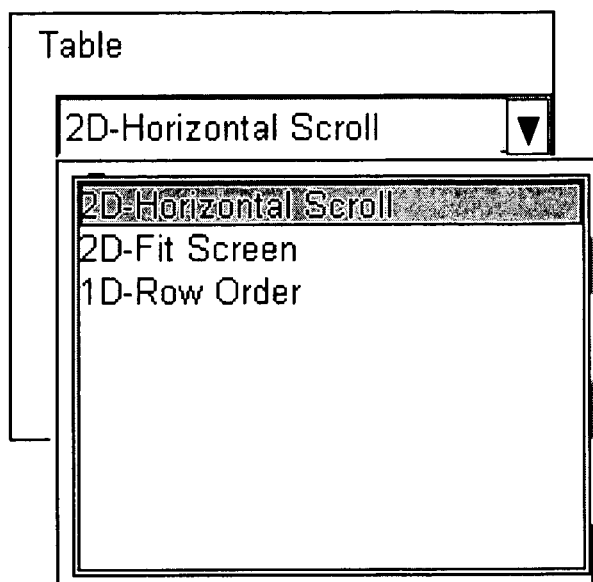 Table
2D-Horizontal Scroll
2D-Horizontal Scroll
2D-Fit Screen
1D-Row Order